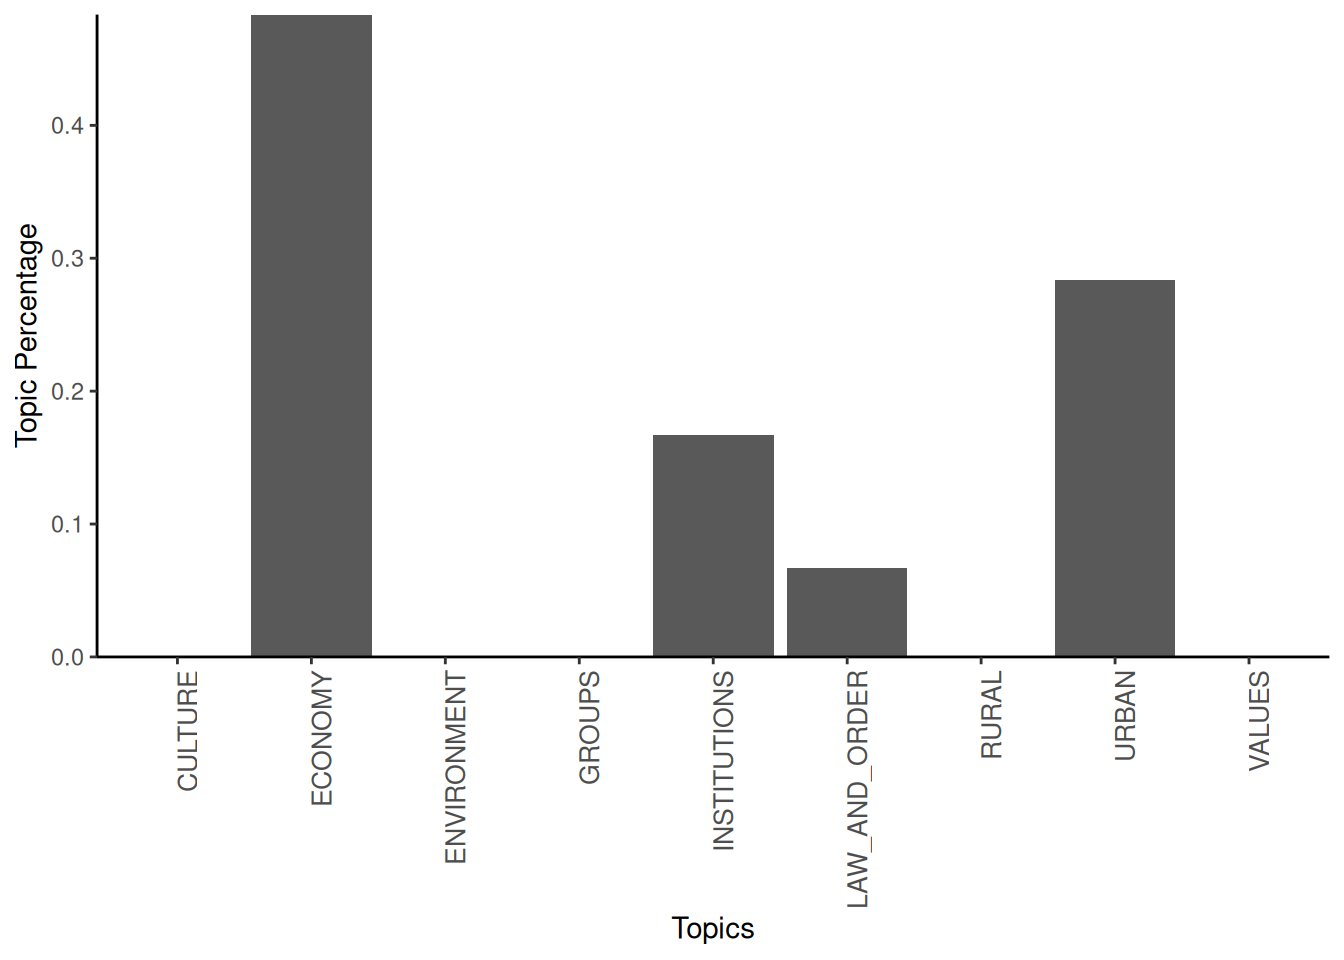 Topic Percentage
0.4
0.3
0.2
0.1
0.0
CULTURE
ECONOMY
ENVIRONMENT
GROUPS
INSTITUTIONS
LAW_AND_ORDER
RURAL
URBAN
VALUES
Topics